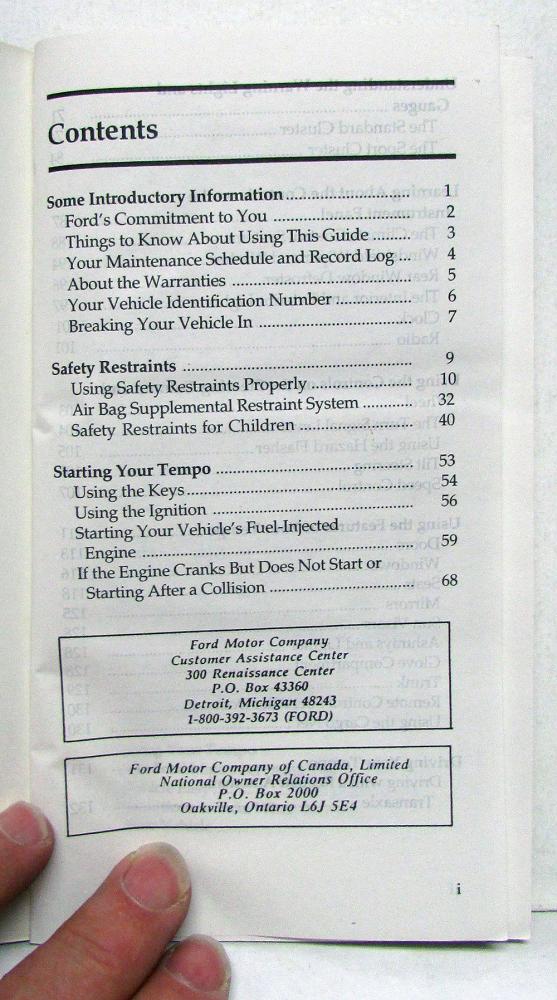 Contents
Some Introductory Information .......................... 1
Ford's Commitment to You .......................... 2
Things to Know About Using This Guide ........ 3
Your Maintenance Schedule and Record Log ... 4
About the Warranties .......................... 5
Your Vehicle Identification Number .............. 6
Breaking Your Vehicle In .......................... 7
Safety Restraints .......................... 9
Using Safety Restraints Properly .................. 10
Air Bag Supplemental Restraint System .......... 32
Safety Restraints for Children .................... 40
Starting Your Tempo .......................... 53
Using the Keys .......................... 54
Using the Ignition .......................... 56
Starting Your Vehicle's Fuel-Injected
Engine .......................... 59
If the Engine Cranks But Does Not Start or
Starting After a Collision .......................... 68
Ford Motor Company
Customer Assistance Center
300 Renaissance Center
P.O. Box 43360
Detroit, Michigan 48243
1-800-392-3673 (FORD)
Ford Motor Company of Canada, Limited
National Owner Relations Office
P.O. Box 2000
Oakville, Ontario L6J 5E4
i